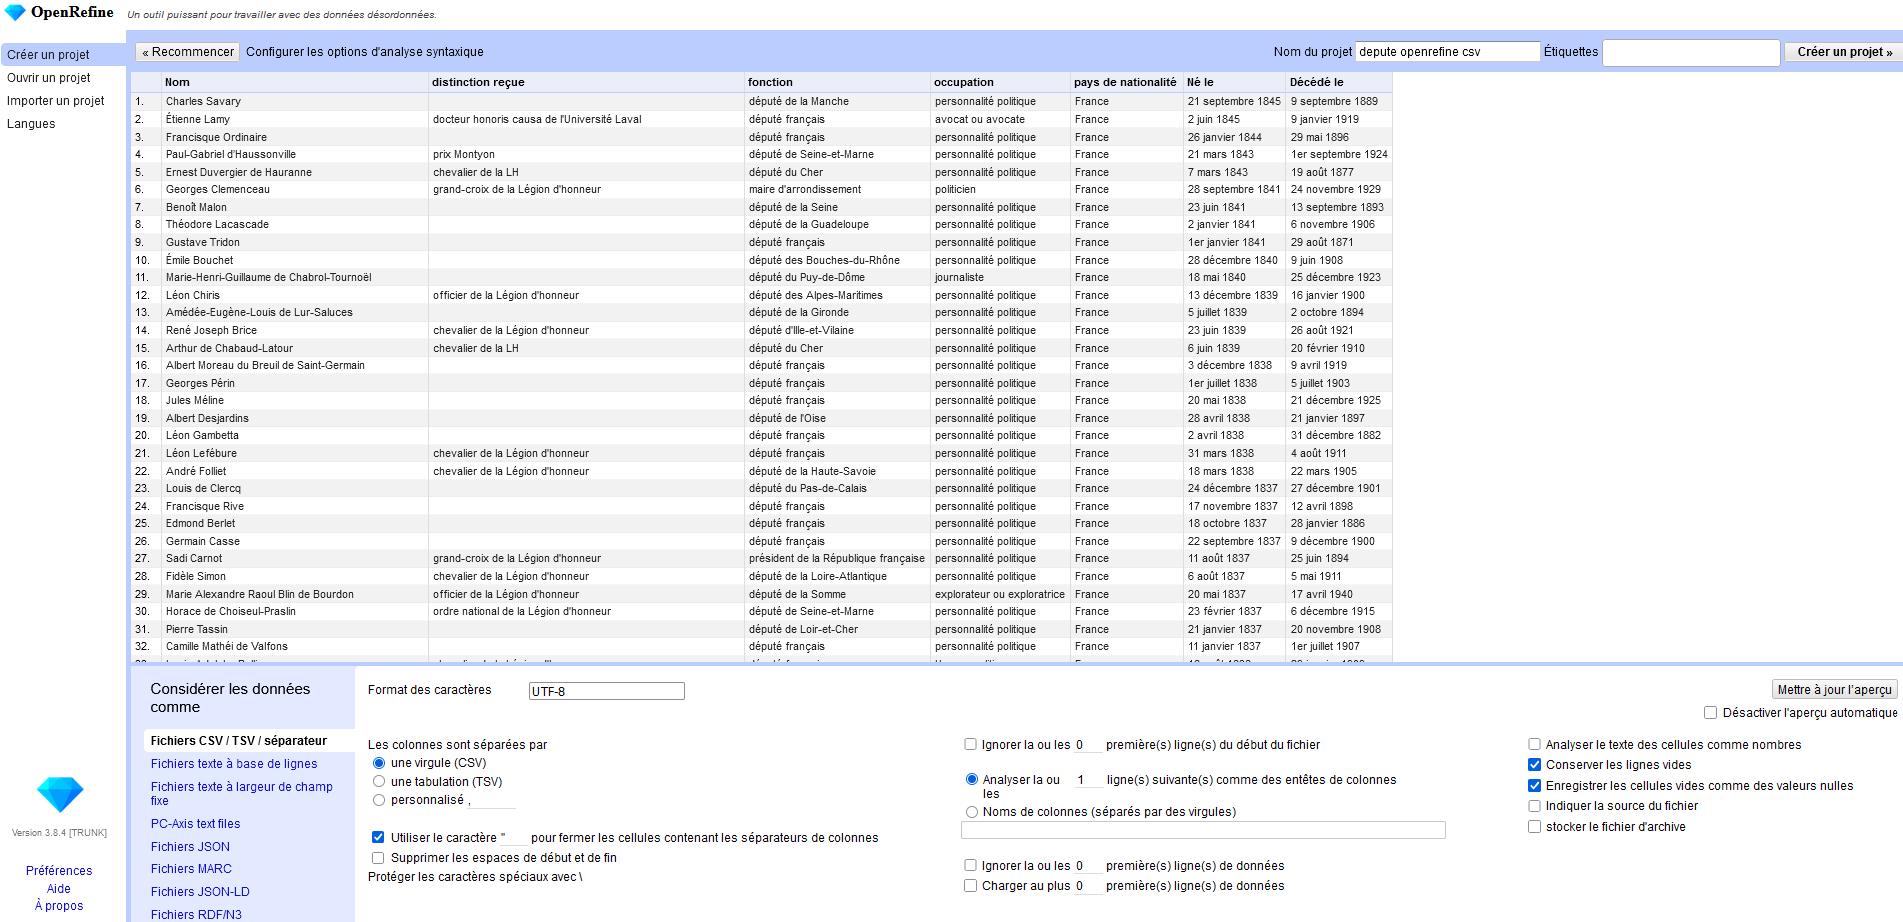 OpenRefine Un outil puissant pour travailler avec des données désordonnées.
Créer un projet
Ouvrir un projet
Importer un projet
Langues
« Recommencer Configurer les options d'analyse syntaxique Nom du projet depute openrefine csv Étiquettes Créer un projet »
Nom distinction reçue fonction occupation pays de nationalité Né le Décédé le
1. Charles Savary député de la Manche personnalité politique France 21 septembre 1845 9 septembre 1889
2. Étienne Lamy docteur honoris causa de l'Université Laval député français avocat ou avocate France 2 juin 1845 9 janvier 1919
3. Francisque Ordinaire député français personnalité politique France 26 janvier 1844 29 mai 1896
4. Paul-Gabriel d'Haussonville prix Montyon député de Seine-et-Marne personnalité politique France 21 mars 1843 1er septembre 1924
5. Ernest Duvergier de Hauranne chevalier de la LH député du Cher personnalité politique France 7 mars 1843 19 août 1877
6. Georges Clemenceau grand-croix de la Légion d'honneur maire d'arrondissement politicien France 28 septembre 1841 24 novembre 1929
7. Benoît Malon député de la Seine personnalité politique France 23 juin 1841 13 septembre 1893
8. Théodore Lacascade député de la Guadeloupe personnalité politique France 2 janvier 1841 6 novembre 1906
9. Gustave Tridon député français personnalité politique France 1er janvier 1841 29 août 1871
10. Émile Bouchet député des Bouches-du-Rhône personnalité politique France 28 décembre 1840 9 juin 1908
11. Marie-Henri-Guillaume de Chabrol-Tournoël député du Puy-de-Dôme journaliste France 18 mai 1840 25 décembre 1923
12. Léon Chiris officier de la Légion d'honneur député des Alpes-Maritimes personnalité politique France 13 décembre 1839 16 janvier 1900
13. Amédée-Eugène-Louis de Lur-Saluces député de la Gironde personnalité politique France 5 juillet 1839 2 octobre 1894
14. René Joseph Brice chevalier de la Légion d'honneur député d'Ille-et-Vilaine personnalité politique France 23 juin 1839 26 août 1921
15. Arthur de Chabaud-Latour chevalier de la LH député du Cher personnalité politique France 6 juin 1839 20 février 1910
16. Albert Moreau du Breuil de Saint-Germain député français personnalité politique France 3 décembre 1838 9 avril 1919
17. Georges Périn député français personnalité politique France 1er juillet 1838 5 juillet 1903
18. Jules Méline député français personnalité politique France 20 mai 1838 21 décembre 1925
19. Albert Desjardins député de l'Oise personnalité politique France 28 avril 1838 21 janvier 1897
20. Léon Gambetta député français personnalité politique France 2 avril 1838 31 décembre 1882
21. Léon Lefébure chevalier de la Légion d'honneur député français personnalité politique France 31 mars 1838 4 août 1911
22. André Folliet chevalier de la Légion d'honneur député de la Haute-Savoie personnalité politique France 18 mars 1838 22 mars 1905
23. Louis de Clercq député du Pas-de-Calais personnalité politique France 24 décembre 1837 27 décembre 1901
24. Francisque Rive député français personnalité politique France 17 novembre 1837 12 avril 1898
25. Edmond Berlet député français personnalité politique France 18 octobre 1837 28 janvier 1886
26. Germain Casse député français personnalité politique France 22 septembre 1837 9 décembre 1900
27. Sadi Carnot grand-croix de la Légion d'honneur président de la République française personnalité politique France 11 août 1837 25 juin 1894
28. Fidèle Simon chevalier de la Légion d'honneur député de la Loire-Atlantique personnalité politique France 6 août 1837 5 mai 1911
29. Marie Alexandre Raoul Blin de Bourdon officier de la Légion d'honneur député de la Somme explorateur ou exploratrice France 20 mai 1837 17 avril 1940
30. Horace de Choiseul-Praslin ordre national de la Légion d'honneur député de Seine-et-Marne personnalité politique France 23 février 1837 6 décembre 1915
31. Pierre Tassin député de Loir-et-Cher personnalité politique France 21 janvier 1837 20 novembre 1908
32. Camille Mathéi de Valfons député français personnalité politique France 11 janvier 1837 1er juillet 1907
Considérer les données
comme
Fichiers CSV / TSV / séparateur
Fichiers texte à base de lignes
Fichiers texte à largeur de champ
fixe
PC-Axis text files
Fichiers JSON
Fichiers MARC
Fichiers JSON-LD
Fichiers RDF/N3
Format des caractères UTF-8
Les colonnes sont séparées par
une virgule (CSV)
une tabulation (TSV)
personnalisé ,
Utiliser le caractère " pour fermer les cellules contenant les séparateurs de colonnes
Supprimer les espaces de début et de fin
Protéger les caractères spéciaux avec \
Ignorer la ou les 0 première(s) ligne(s) du début du fichier
Analyser la ou 1 ligne(s) suivante(s) comme des entêtes de colonnes
les
Noms de colonnes (séparés par des virgules)
Ignorer la ou les 0 première(s) ligne(s) de données
Charger au plus 0 première(s) ligne(s) de données
Mettre à jour l'aperçu
Désactiver l'aperçu automatique
Analyser le texte des cellules comme nombres
Conserver les lignes vides
Enregistrer les cellules vides comme des valeurs nulles
Indiquer la source du fichier
stocker le fichier d'archive
Version 3.8.4 [TRUNK]
Préférences
Aide
À propos